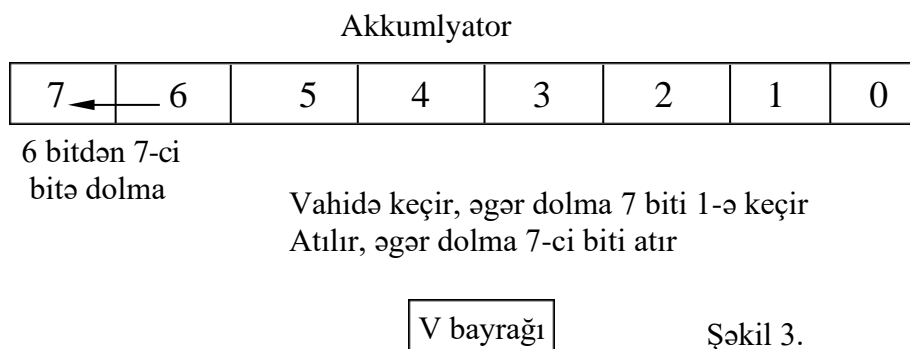 Akkumlyator
7 6 5 4 3 2 1 0
6 bitdən 7-ci
bitə dolma
Vahidə keçir, əgər dolma 7 biti 1-ə keçir
Atılır, əgər dolma 7-ci biti atır
V bayrağı
Şəkil 3.